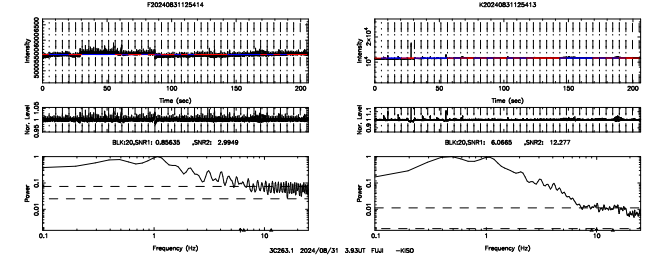 F20240831125414
K20240831125413
Intensity
Time (sec)
0 50 100 150 200
Intensity
10⁴ 2×10⁴
Time (sec)
0 50 100 150 200
Nor. Level
0.95 1 1.05
Nor. Level
0.9 1 1.1
BLK:20,SNR1: 0.85635 ,SNR2: 2.9949
BLK:20,SNR1: 6.0665 ,SNR2: 12.277
Power
0.01 0.1 1
0.1 1 10
Frequency (Hz)
Power
0.01 0.1 1
0.1 1 10
Frequency (Hz)
3C263.1 2024/08/31 3.93UT FUJI -KISO